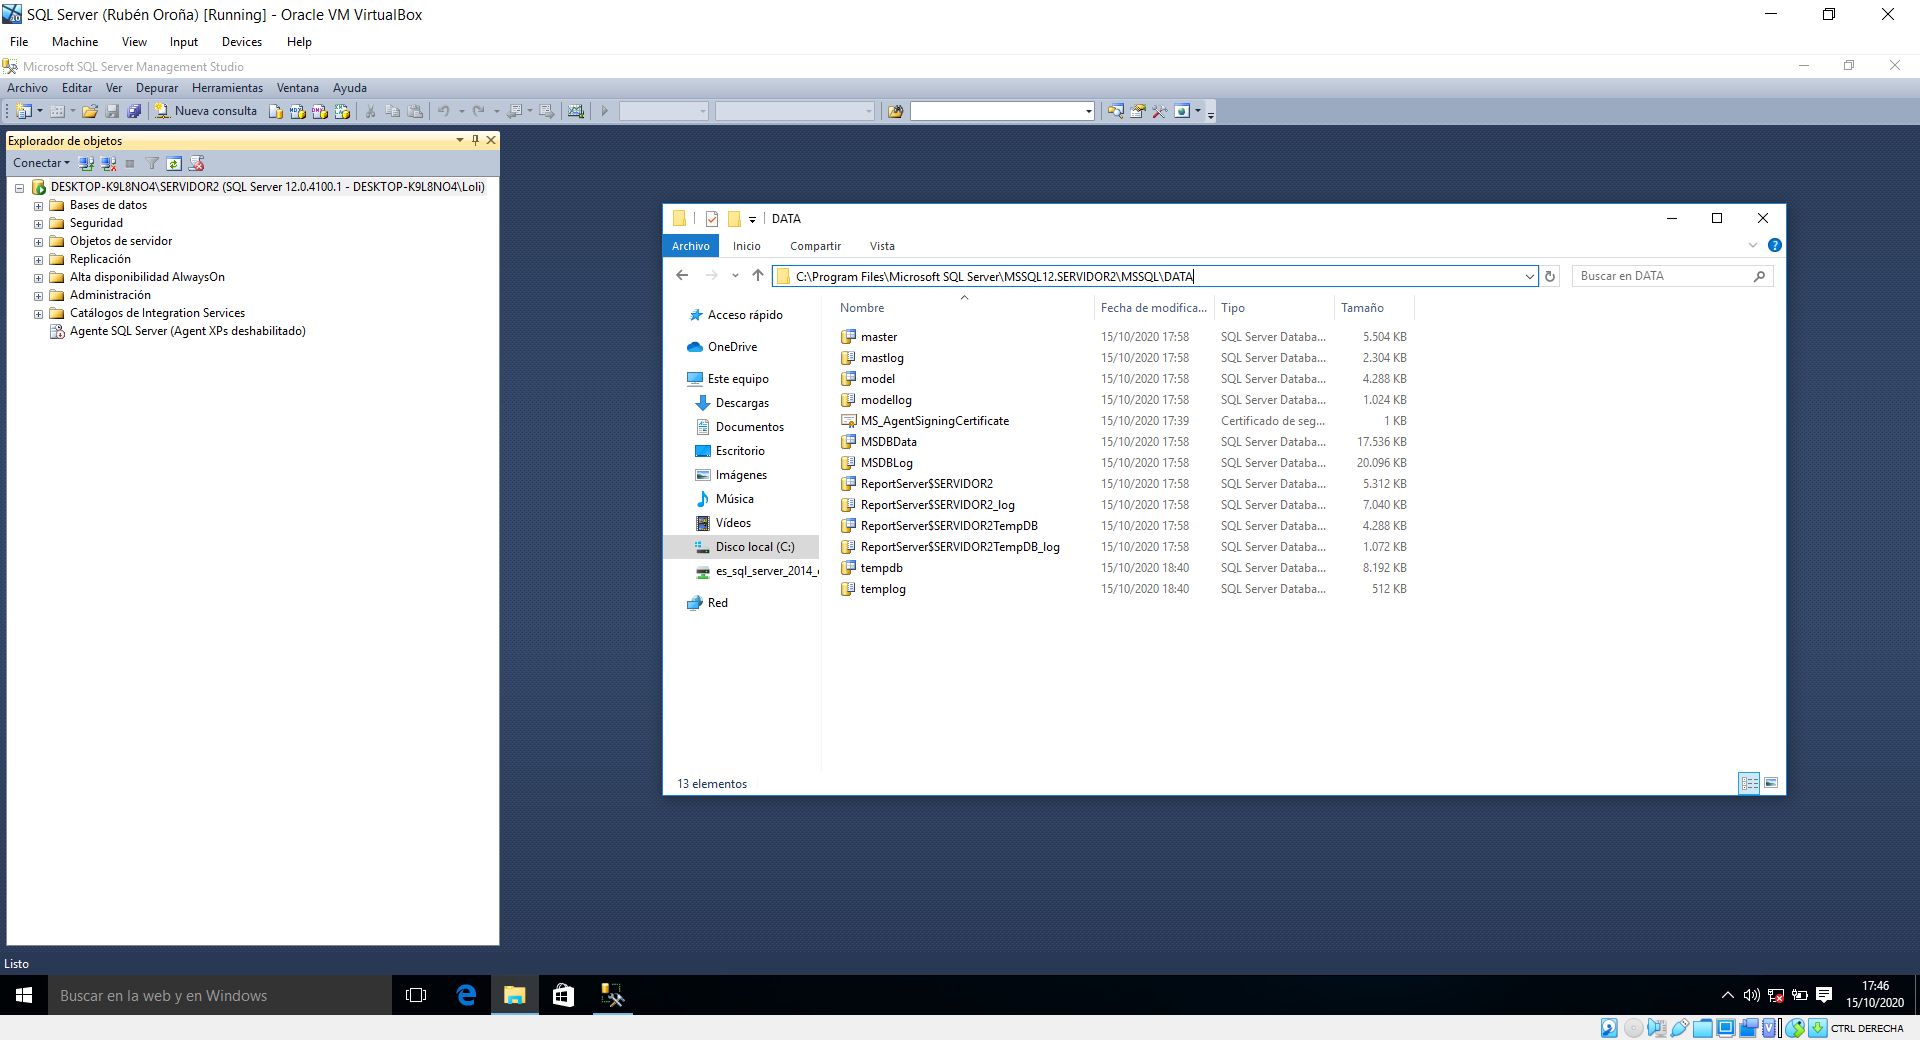 SQL Server (Rubén Oroña) [Running] - Oracle VM VirtualBox
File Machine View Input Devices Help
Microsoft SQL Server Management Studio
Archivo Editar Ver Depurar Herramientas Ventana Ayuda
Nueva consulta
Explorador de objetos
Conectar
DESKTOP-K9L8NO4\SERVIDOR2 (SQL Server 12.0.4100.1 - DESKTOP-K9L8NO4\Loli)
Bases de datos
Seguridad
Objetos de servidor
Replicación
Alta disponibilidad AlwaysOn
Administración
Catálogos de Integration Services
Agente SQL Server (Agent XPs deshabilitado)
DATA
Archivo Inicio Compartir Vista
C:\Program Files\Microsoft SQL Server\MSSQL12.SERVIDOR2\MSSQL\DATA
Buscar en DATA
Acceso rápido
OneDrive
Este equipo
Descargas
Documentos
Escritorio
Imágenes
Música
Vídeos
Disco local (C:)
es_sql_server_2014_
Red
Nombre Fecha de modifica... Tipo Tamaño
master 15/10/2020 17:58 SQL Server Databa... 5.504 KB
mastlog 15/10/2020 17:58 SQL Server Databa... 2.304 KB
model 15/10/2020 17:58 SQL Server Databa... 4.288 KB
modellog 15/10/2020 17:58 SQL Server Databa... 1.024 KB
MS_AgentSigningCertificate 15/10/2020 17:39 Certificado de seg... 1 KB
MSDBData 15/10/2020 17:58 SQL Server Databa... 17.536 KB
MSDBLog 15/10/2020 17:58 SQL Server Databa... 20.096 KB
ReportServer$SERVIDOR2 15/10/2020 17:58 SQL Server Databa... 5.312 KB
ReportServer$SERVIDOR2_log 15/10/2020 17:58 SQL Server Databa... 7.040 KB
ReportServer$SERVIDOR2TempDB 15/10/2020 17:58 SQL Server Databa... 4.288 KB
ReportServer$SERVIDOR2TempDB_log 15/10/2020 17:58 SQL Server Databa... 1.072 KB
tempdb 15/10/2020 18:40 SQL Server Databa... 8.192 KB
templog 15/10/2020 18:40 SQL Server Databa... 512 KB
13 elementos
Listo
Buscar en la web y en Windows
17:46
15/10/2020
CTRL DERECHA